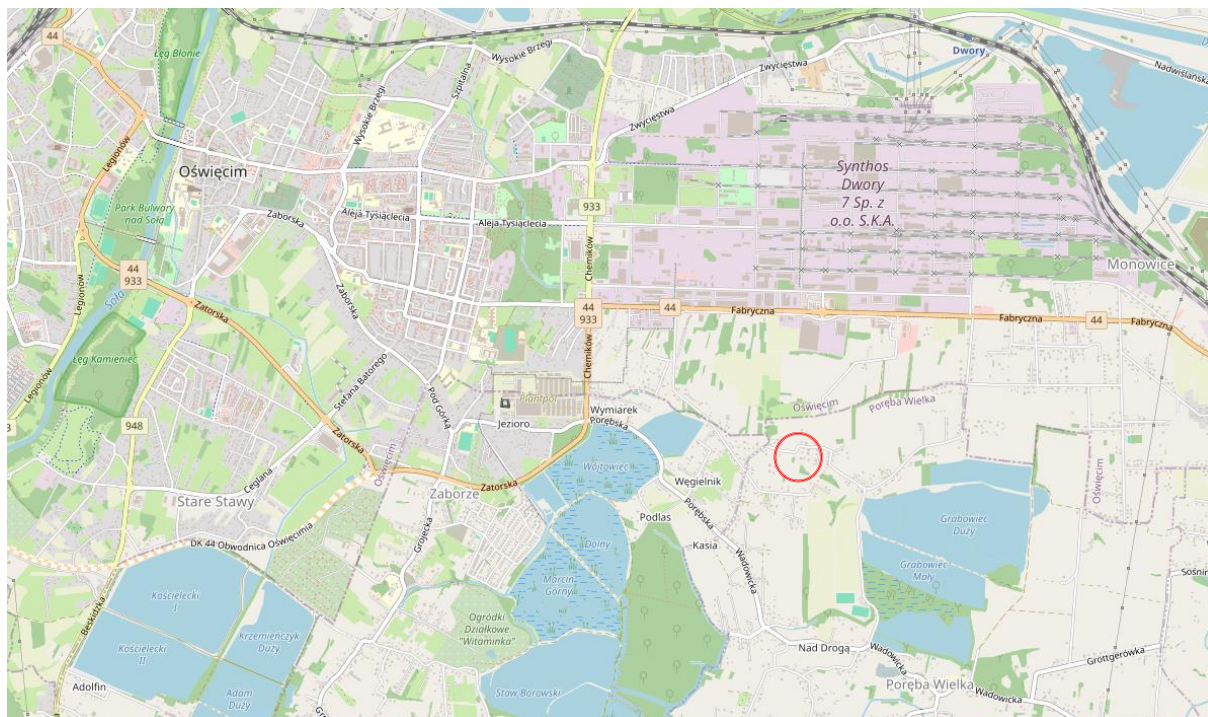 44
Łęg Błonie
Wysokie Brzegi
Szpitalna
Wysokie Brzegi
Zwycięstwa
Dwory
Nadwiślańska
Zwycięstwa
Legionów
Oświęcim
Synthos
Dwory
7 Sp. z
o.o. S.K.A.
Park Bulwary
nad Sołą
Zaborska
Aleja Tysiąclecia
Aleja Tysiąclecia
933
Chemików
Monowice
44
933
Legionów
Soła
Zatorska
Zaborska
44
933
44
Fabryczna
Fabryczna
44
Fabryczna
Łęg Kamieniec
Legionów
Stefana Batorego
Chemików
Pod Górką
Plantpol
Wymiarek
Porębska
Jezioro
Oświęcim
Poręba Wielka
3
948
Zatorska
Ceglana
Oświęcim
Wójtowiec
Węgielnik
Oświęcim
Stare Stawy
Zaborze
Zatorska
Porębska
Podlas
Grabowiec
Duży
DK 44 Obwodnica Oświęcimia
Grojecka
Dolny
Kasia
Wadowicka
Grabowiec
Mały
Marcin
Górny
Beskidzka
Kościelecki
I
Krzemieńczyk
Duży
Ogródki
Działkowe
"Witaminka"
Kościelecki
II
Nad Drogą
Wadowicka
Grottgerówka
Adolfin
Adam
Duży
Staw Borowski
Poręba Wielka
Wadowicka